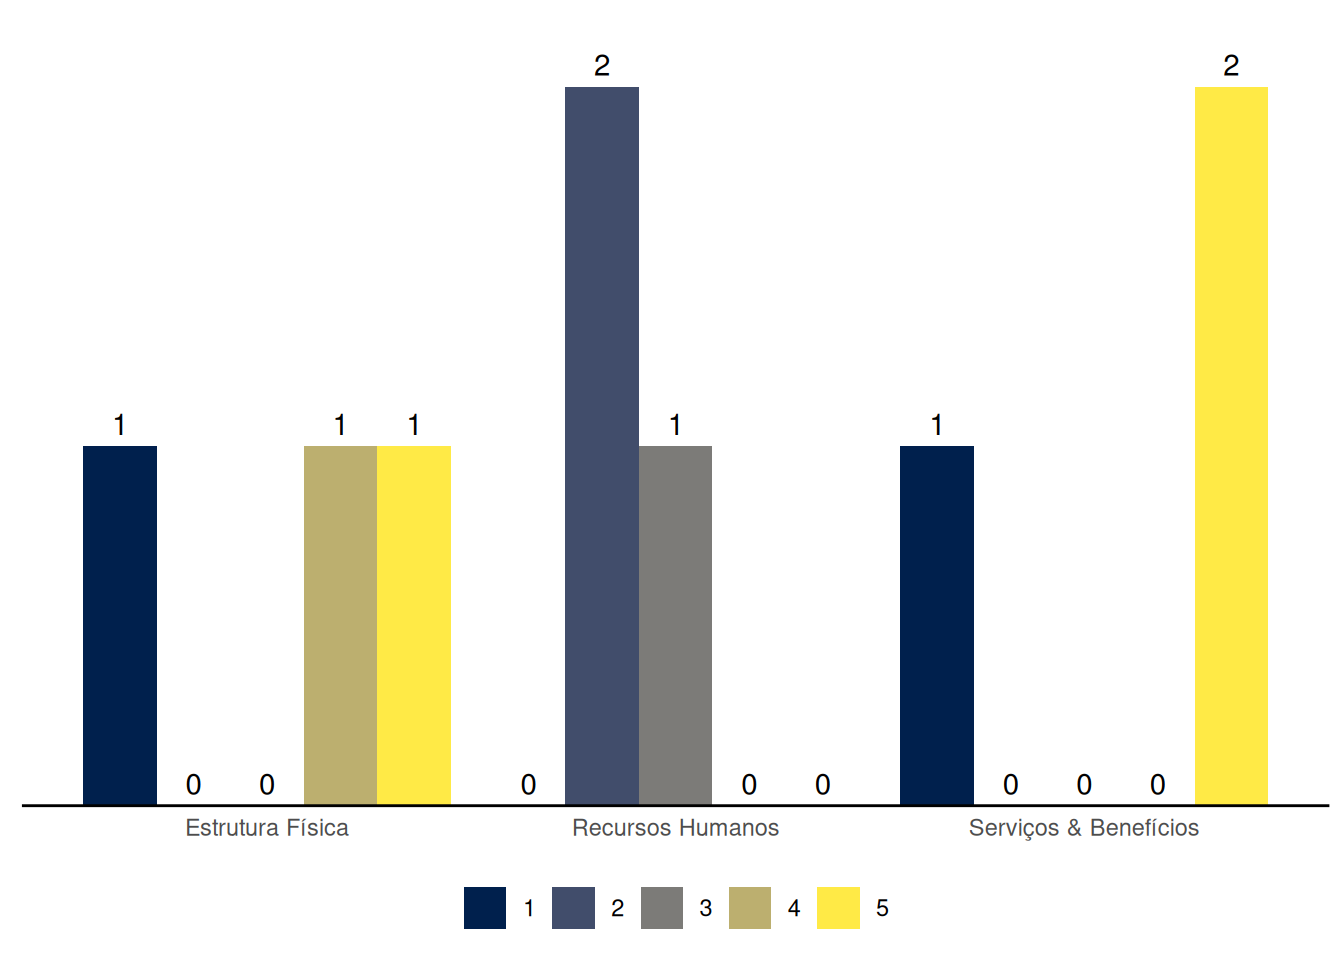 2 2
1 1 1 1 1
0 0 0 0 0 0 0 0
Estrutura Física Recursos Humanos Serviços & Benefícios
1 2 3 4 5